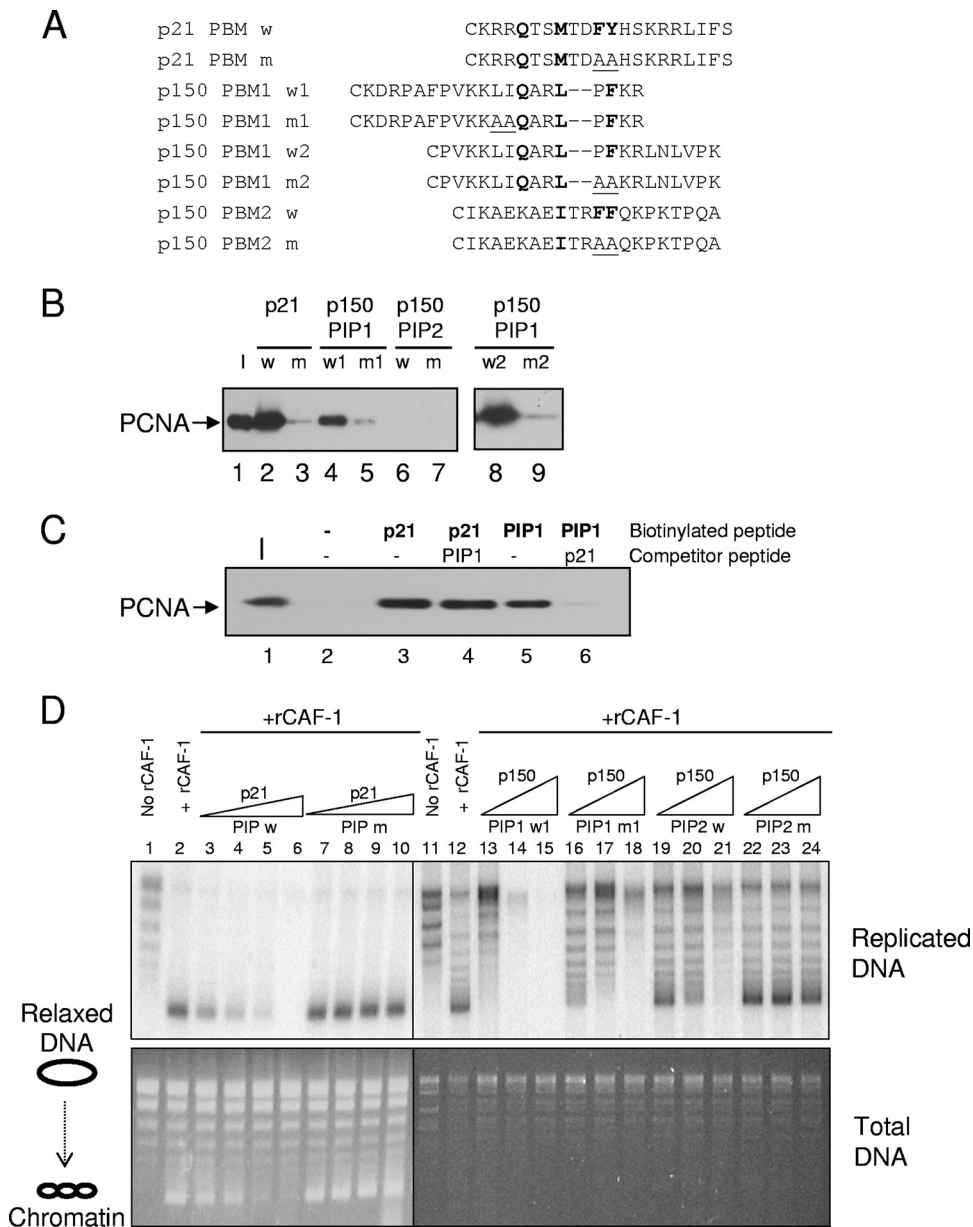 A
p21 PBM w CKRRQTSMTDFYHSKRRLIFS
p21 PBM m CKRRQTSMTDAAHSKRRLIFS
p150 PBM1 w1 CKDRPAFPVKKLIQARL--PFKR
p150 PBM1 m1 CKDRPAFPVKKAAQARL--PFKR
p150 PBM1 w2 CPVKKLIQARL--PFKRLNLVPK
p150 PBM1 m2 CPVKKLIQARL--AAKRLNLVPK
p150 PBM2 w CIKAEKAEITRFFQKPKTPQA
p150 PBM2 m CIKAEKAEITRAAQKPKTPQA
B
p21 p150 p150 p150
PIP1 PIP2 PIP1
I w m w1 m1 w m w2 m2
PCNA
1 2 3 4 5 6 7 8 9
C
I - p21 p21 PIP1 PIP1 Biotinylated peptide
- - PIP1 - p21 Competitor peptide
PCNA
1 2 3 4 5 6
D
+rCAF-1 +rCAF-1
No rCAF-1 + rCAF-1 p21 p21 No rCAF-1 + rCAF-1 p150 p150 p150 p150
PIP w PIP m PIP1 w1 PIP1 m1 PIP2 w PIP2 m
1 2 3 4 5 6 7 8 9 10 11 12 13 14 15 16 17 18 19 20 21 22 23 24
Replicated
DNA
Relaxed
DNA
Total
DNA
Chromatin